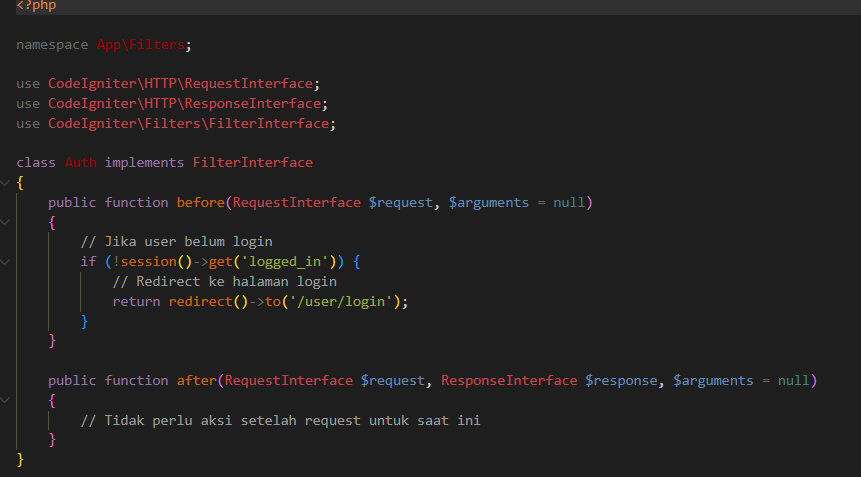 <?php
namespace App\Filters;
use CodeIgniter\HTTP\RequestInterface;
use CodeIgniter\HTTP\ResponseInterface;
use CodeIgniter\Filters\FilterInterface;
class Auth implements FilterInterface
{
    public function before(RequestInterface $request, $arguments = null)
    {
        // Jika user belum login
        if (!session()->get('logged_in')) {
            // Redirect ke halaman login
            return redirect()->to('/user/login');
        }
    }
    public function after(RequestInterface $request, ResponseInterface $response, $arguments = null)
    {
        // Tidak perlu aksi setelah request untuk saat ini
    }
}